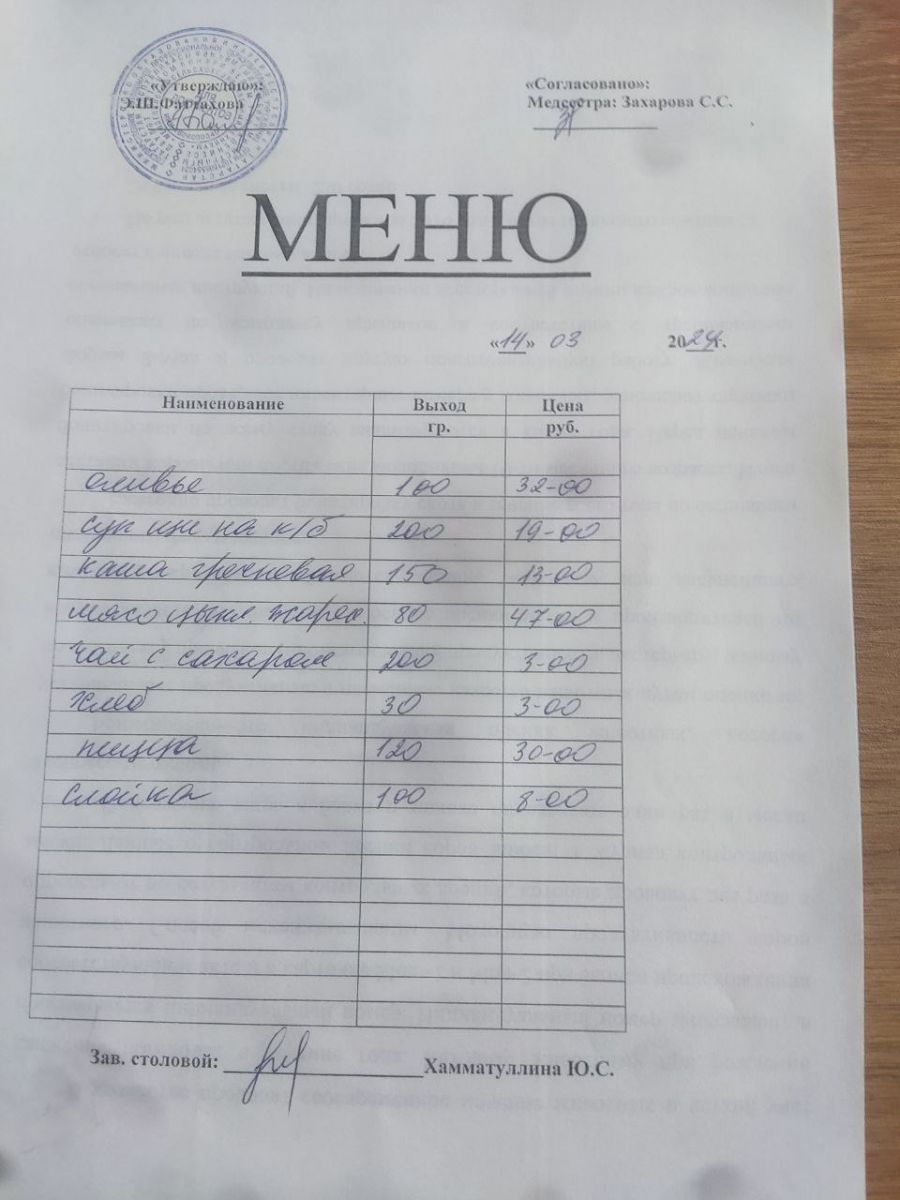 «Утверждаю»:
Э.Ш.Фаттахова
«Согласовано»:
Медсестра: Захарова С.С.
МЕНЮ
«14» 03 2024г.
Наименование Выход Цена
гр. руб.
оливье 100 32-00
суп щи на к/б 200 19-00
каша гречневая 150 13-00
мясо цыпл. жарен. 80 47-00
чай с сахаром 200 3-00
хлеб 30 3-00
пицца 120 30-00
слойка 100 8-00
Зав. столовой: Хамматуллина Ю.С.